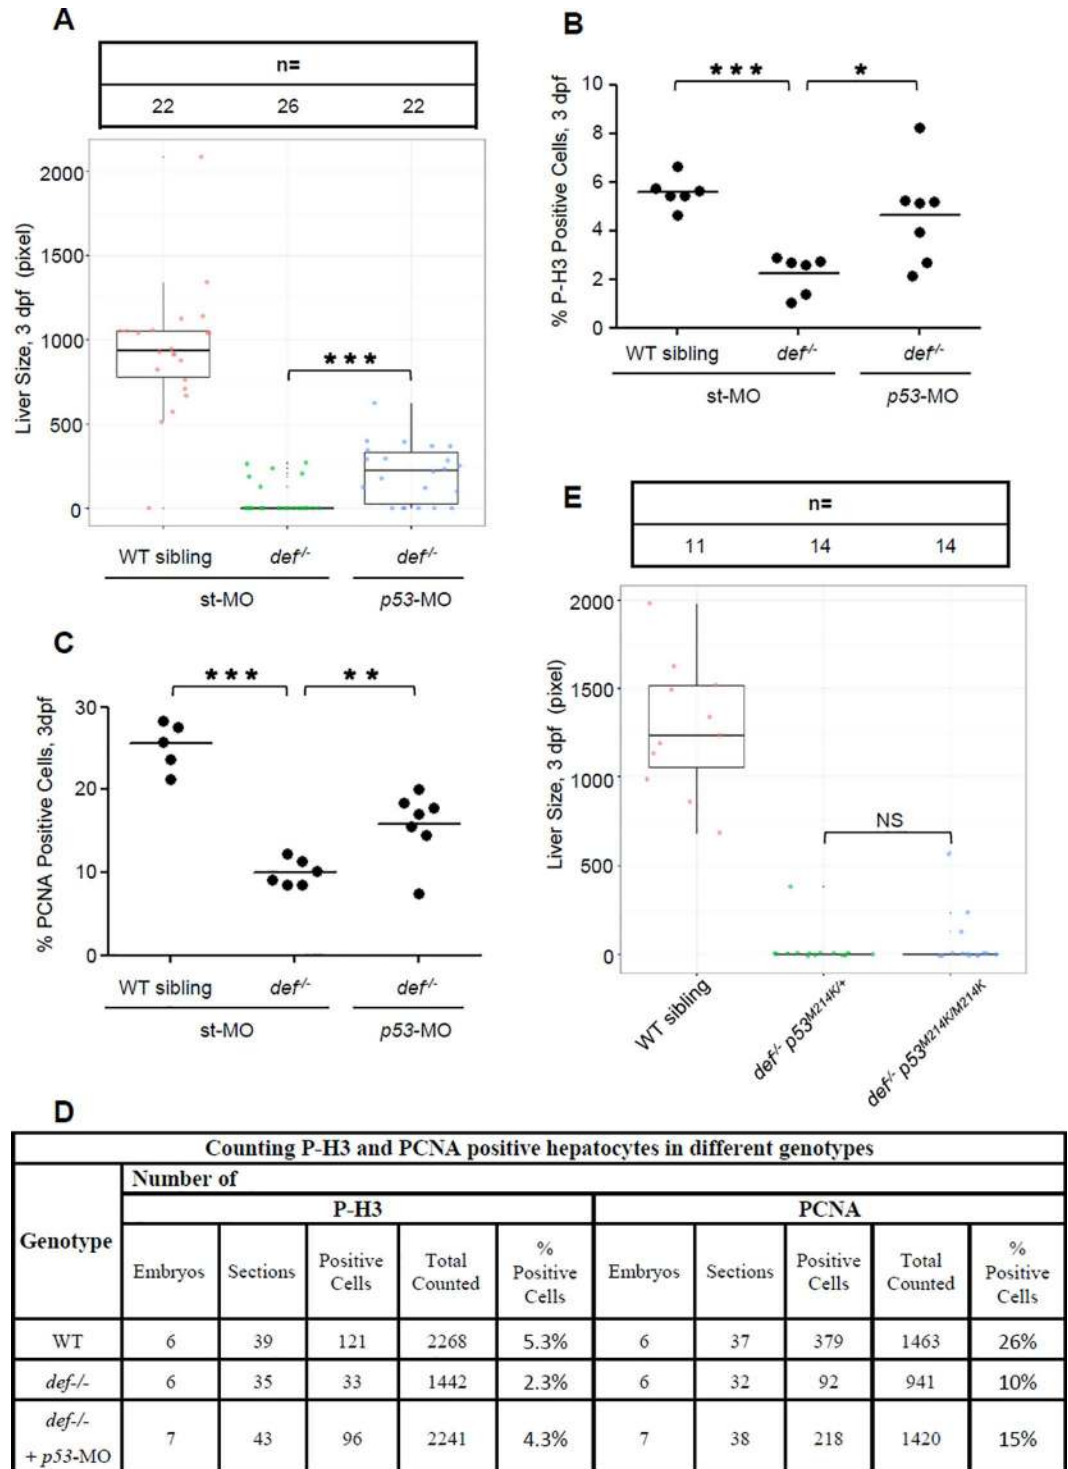 A
n=
22 26 22
Liver Size, 3 dpf (pixel)
2000
1500
1000
500
0
***
WT sibling def-/- def-/-
st-MO p53-MO
B
% P-H3 Positive Cells, 3 dpf
10
8
6
4
2
0
*** *
WT sibling def-/- def-/-
st-MO p53-MO
C
% PCNA Positive Cells, 3dpf
30
20
10
0
*** **
WT sibling def-/- def-/-
st-MO p53-MO
E
n=
11 14 14
Liver Size, 3 dpf (pixel)
2000
1500
1000
500
0
NS
WT sibling
def-/- p53M214K/+
def-/- p53M214K/M214K
D
Counting P-H3 and PCNA positive hepatocytes in different genotypes
Genotype
Number of
P-H3 PCNA
Embryos Sections Positive Cells Total Counted % Positive Cells Embryos Sections Positive Cells Total Counted % Positive Cells
WT 6 39 121 2268 5.3% 6 37 379 1463 26%
def-/- 6 35 33 1442 2.3% 6 32 92 941 10%
def-/- + p53-MO 7 43 96 2241 4.3% 7 38 218 1420 15%